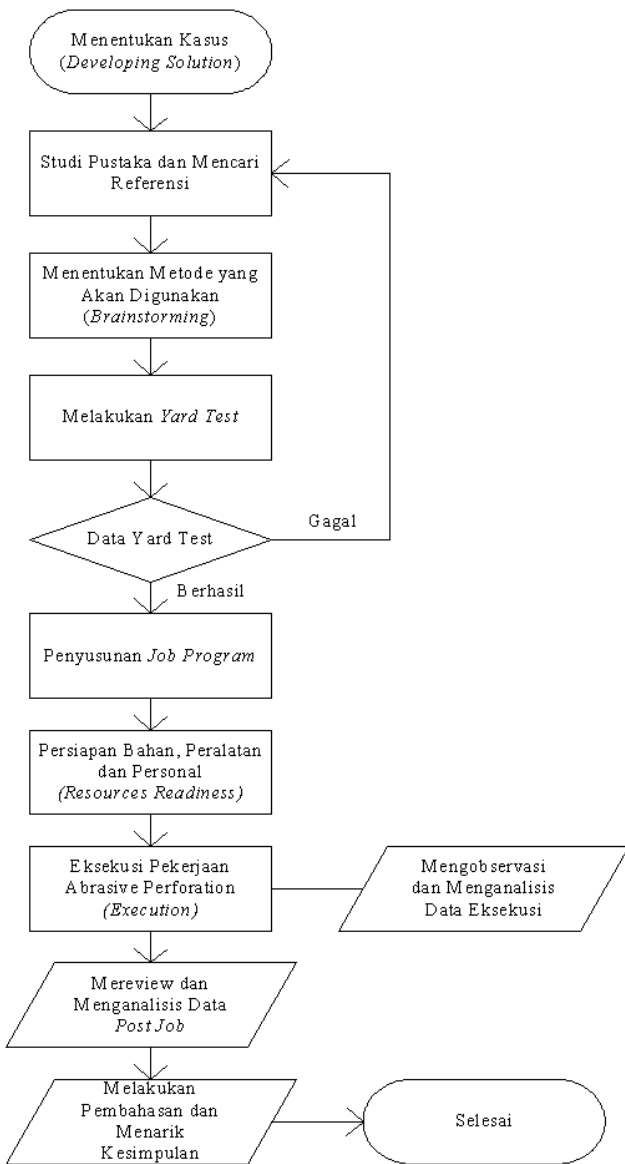 Menentukan Kasus
(Developing Solution)
Studi Pustaka dan Mencari
Referensi
Menentukan Metode yang
Akan Digunakan
(Brainstorming)
Melakukan Yard Test
Data Yard Test
Gagal
Berhasil
Penyusunan Job Program
Persiapan Bahan, Peralatan
dan Personal
(Resources Readiness)
Eksekusi Pekerjaan
Abrasive Perforation
(Execution)
Mengobservasi
dan Menganalisis
Data Eksekusi
Mereview dan
Menganalisis Data
Post Job
Melakukan
Pembahasan dan
Menarik
Kesimpulan
Selesai